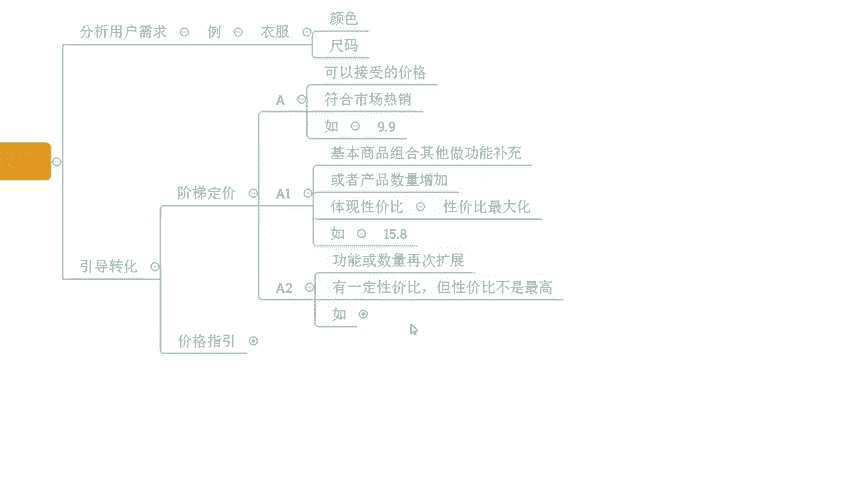 分析用户需求 例 衣服
颜色
尺码
引导转化
阶梯定价
A
可以接受的价格
符合市场热销
如 9.9
A1
基本商品组合其他做功能补充
或者产品数量增加
体现性价比 性价比最大化
如 15.8
A2
功能或数量再次扩展
有一定性价比，但性价比不是最高
如
价格指引